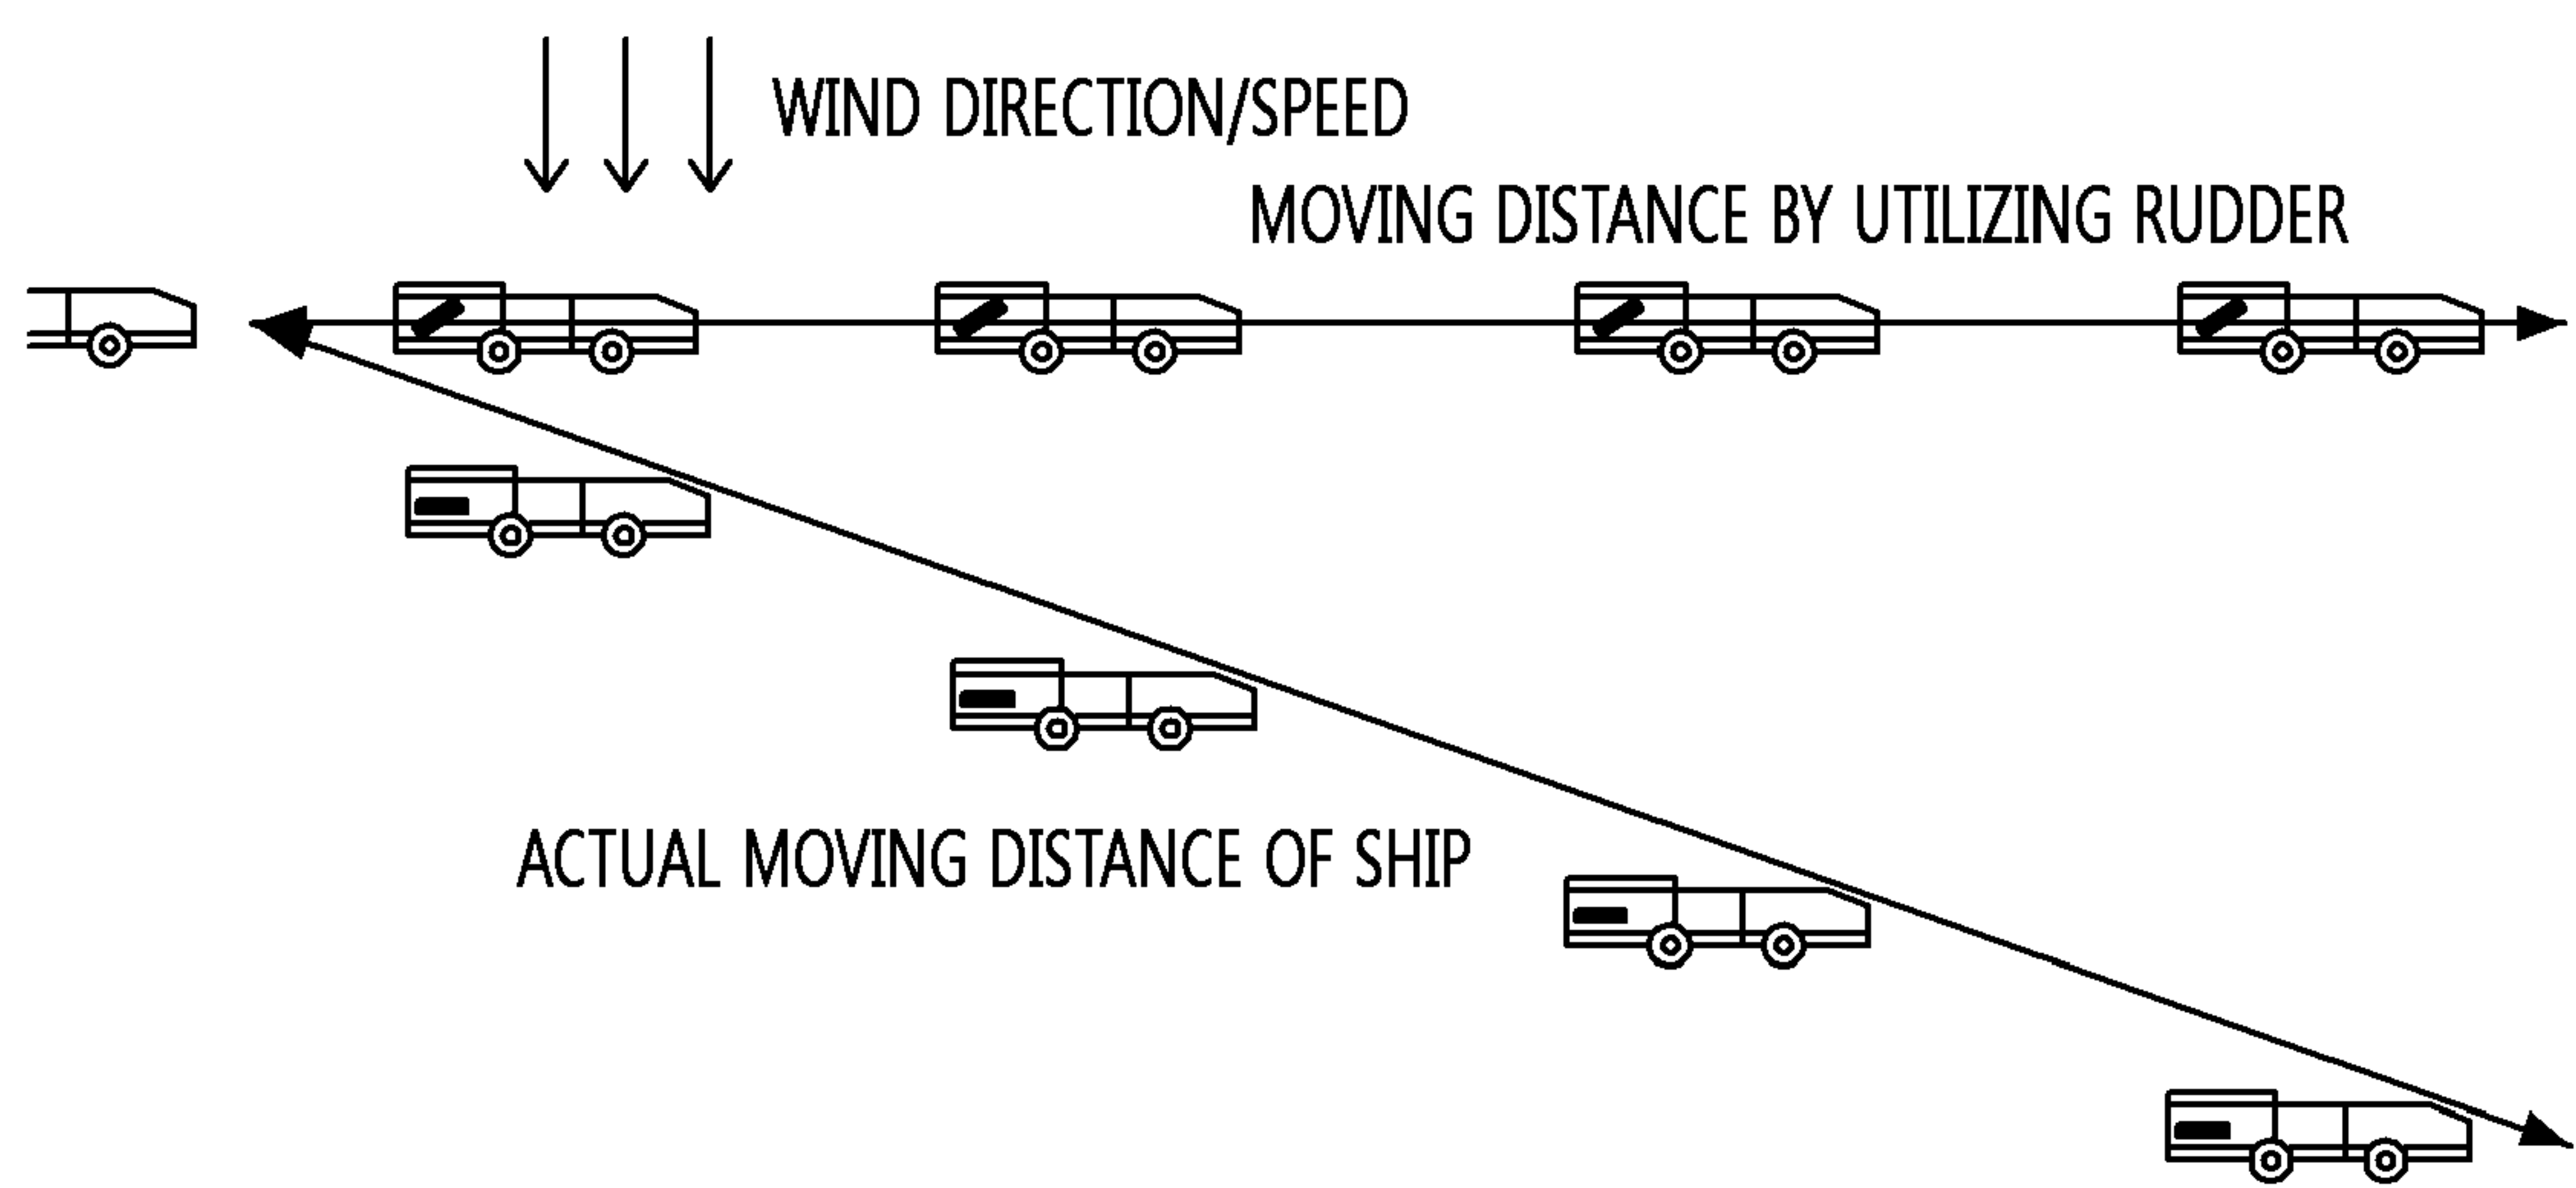 WIND DIRECTION/SPEED
MOVING DISTANCE BY UTILIZING RUDDER
ACTUAL MOVING DISTANCE OF SHIP